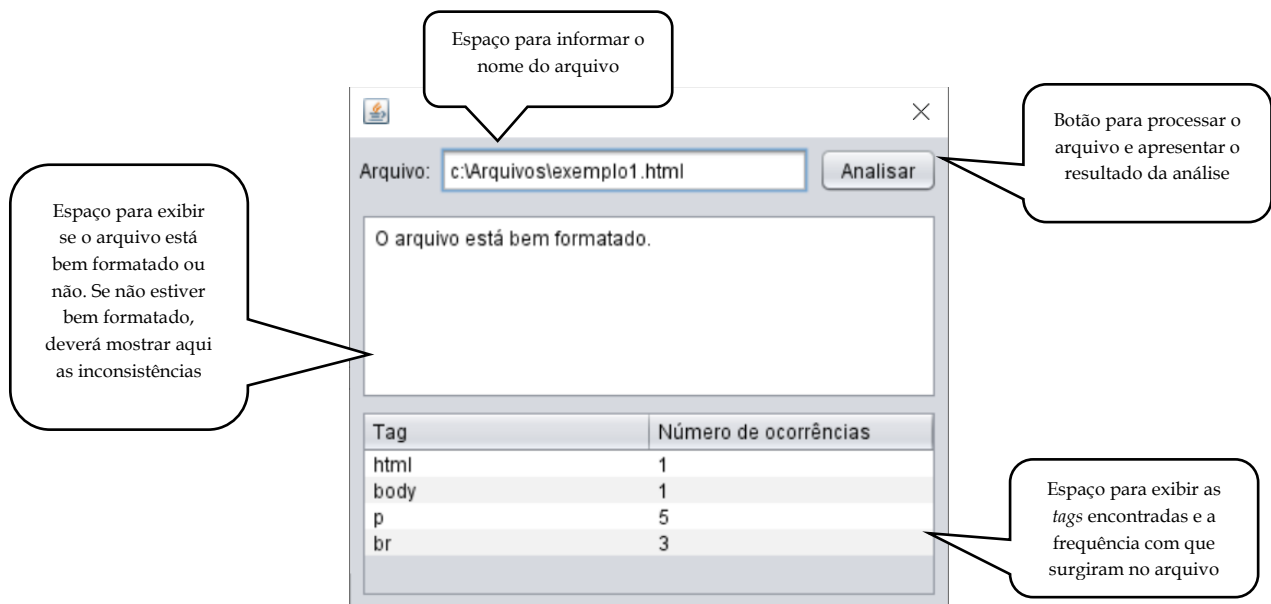 Espaço para informar o
nome do arquivo
Arquivo:
c:\Arquivos\exemplo1.html
Analisar
Botão para processar o
arquivo e apresentar o
resultado da análise
Espaço para exibir
se o arquivo está
bem formatado ou
não. Se não estiver
bem formatado,
deverá mostrar aqui
as inconsistências
O arquivo está bem formatado.
Tag Número de ocorrências
html 1
body 1
p 5
br 3
Espaço para exibir as
tags encontradas e a
frequência com que
surgiram no arquivo